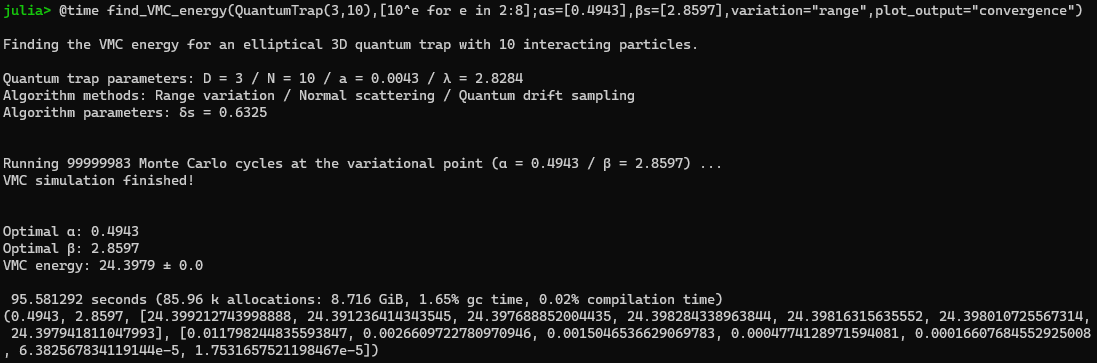 julia> @time find_VMC_energy(QuantumTrap(3,10),[10^e for e in 2:8];αs=[0.4943],βs=[2.8597],variation="range",plot_output="convergence")
Finding the VMC energy for an elliptical 3D quantum trap with 10 interacting particles.
Quantum trap parameters: D = 3 / N = 10 / a = 0.0043 / λ = 2.8284
Algorithm methods: Range variation / Normal scattering / Quantum drift sampling
Algorithm parameters: δs = 0.6325
Running 99999983 Monte Carlo cycles at the variational point (α = 0.4943 / β = 2.8597) ...
VMC simulation finished!
Optimal α: 0.4943
Optimal β: 2.8597
VMC energy: 24.3979 ± 0.0
95.581292 seconds (85.96 k allocations: 8.716 GiB, 1.65% gc time, 0.02% compilation time)
(0.4943, 2.8597, [24.399212743998888, 24.391236414343545, 24.397688852004435, 24.398284338963844, 24.39816315635552, 24.398010725567314,
24.397941811047993], [0.011798244835593847, 0.0026609722780970946, 0.0015046536629069783, 0.0004774128971594081, 0.00016607684552925008
, 6.382567834119144e-5, 1.7531657521198467e-5])